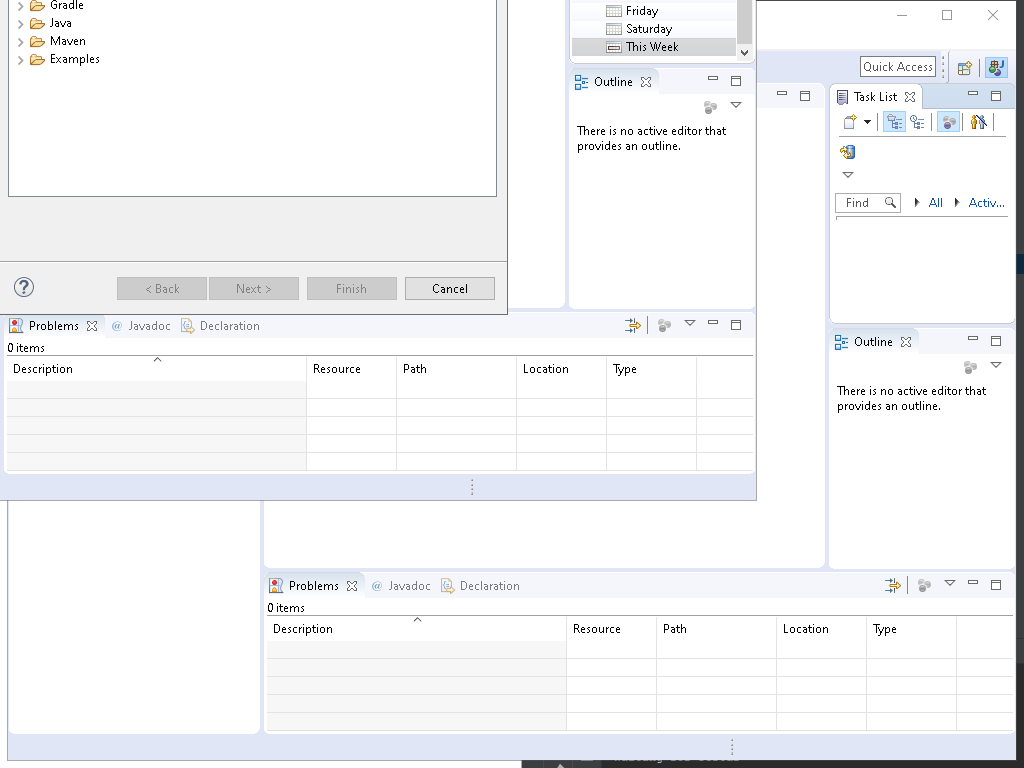 Gradle
Java
Maven
Examples
< Back
Next >
Finish
Cancel
Friday
Saturday
This Week
Outline
There is no active editor that
provides an outline.
Quick Access
Task List
Find
All
Activ...
Outline
There is no active editor that
provides an outline.
Problems
@ Javadoc
Declaration
0 items
Description
Resource
Path
Location
Type
Problems
@ Javadoc
Declaration
0 items
Description
Resource
Path
Location
Type